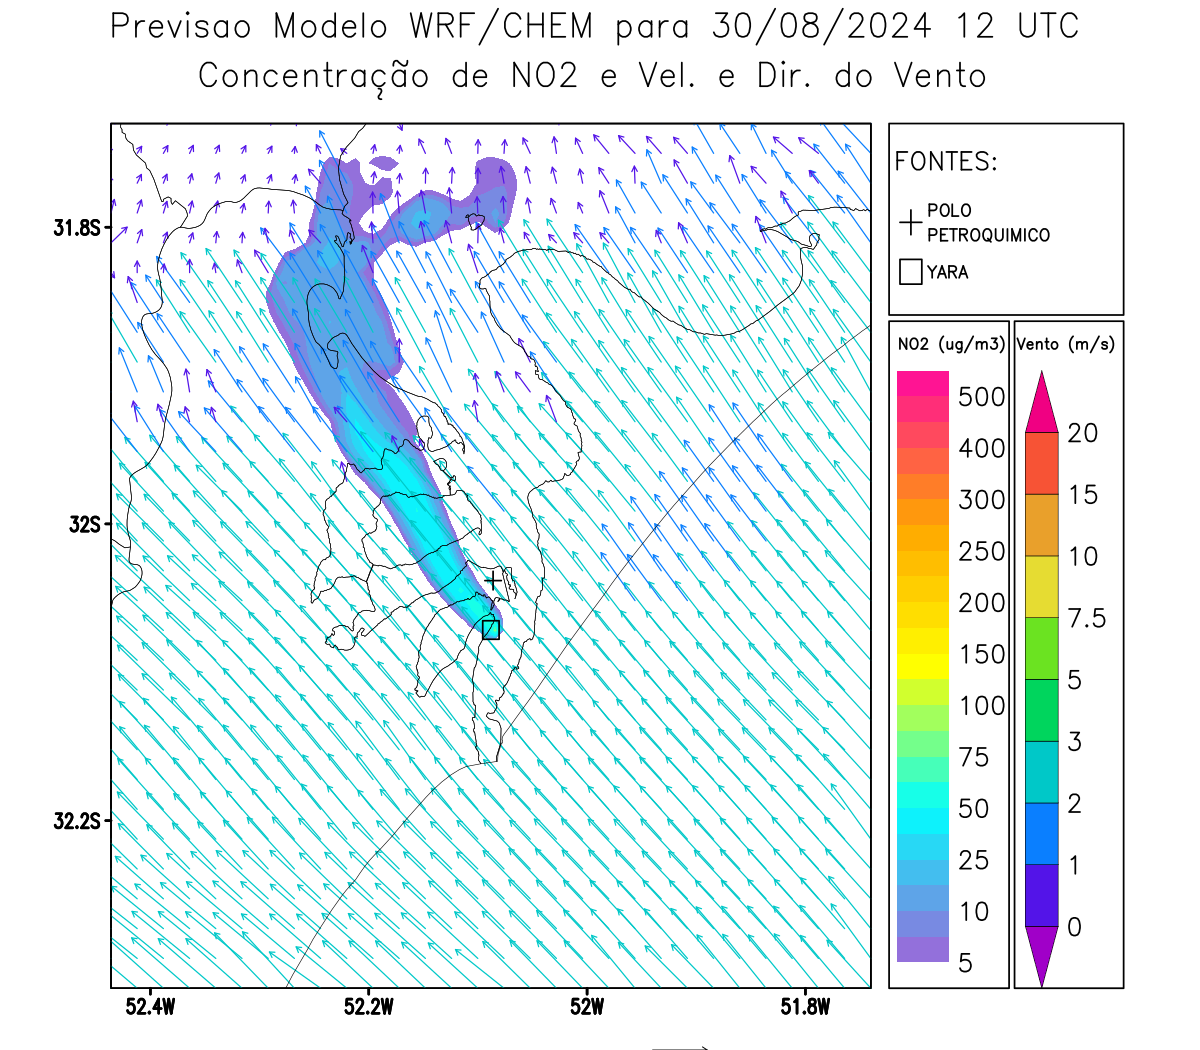 Previsao Modelo WRF/CHEM para 30/08/2024 12 UTC
Concentração de NO2 e Vel. e Dir. do Vento
FONTES:
POLO
PETROQUIMICO
YARA
NO2 (ug/m3)
500
400
300
250
200
150
100
75
50
25
10
5
Vento (m/s)
20
15
10
7.5
5
3
2
1
0
31.8S
32S
32.2S
52.4W
52.2W
52W
51.8W